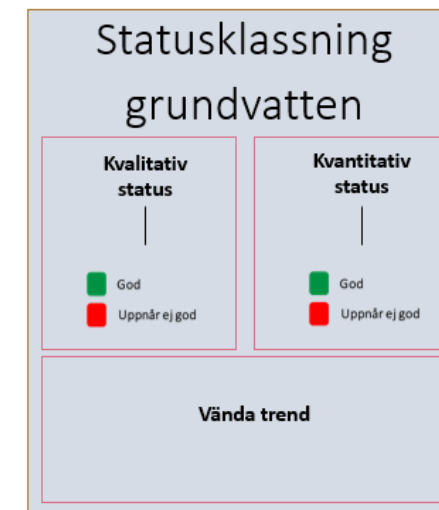 Statusklassning
grundvatten
Kvalitativ
status
God
Uppnår ej god
Kvantitativ
status
God
Uppnår ej god
Vända trend